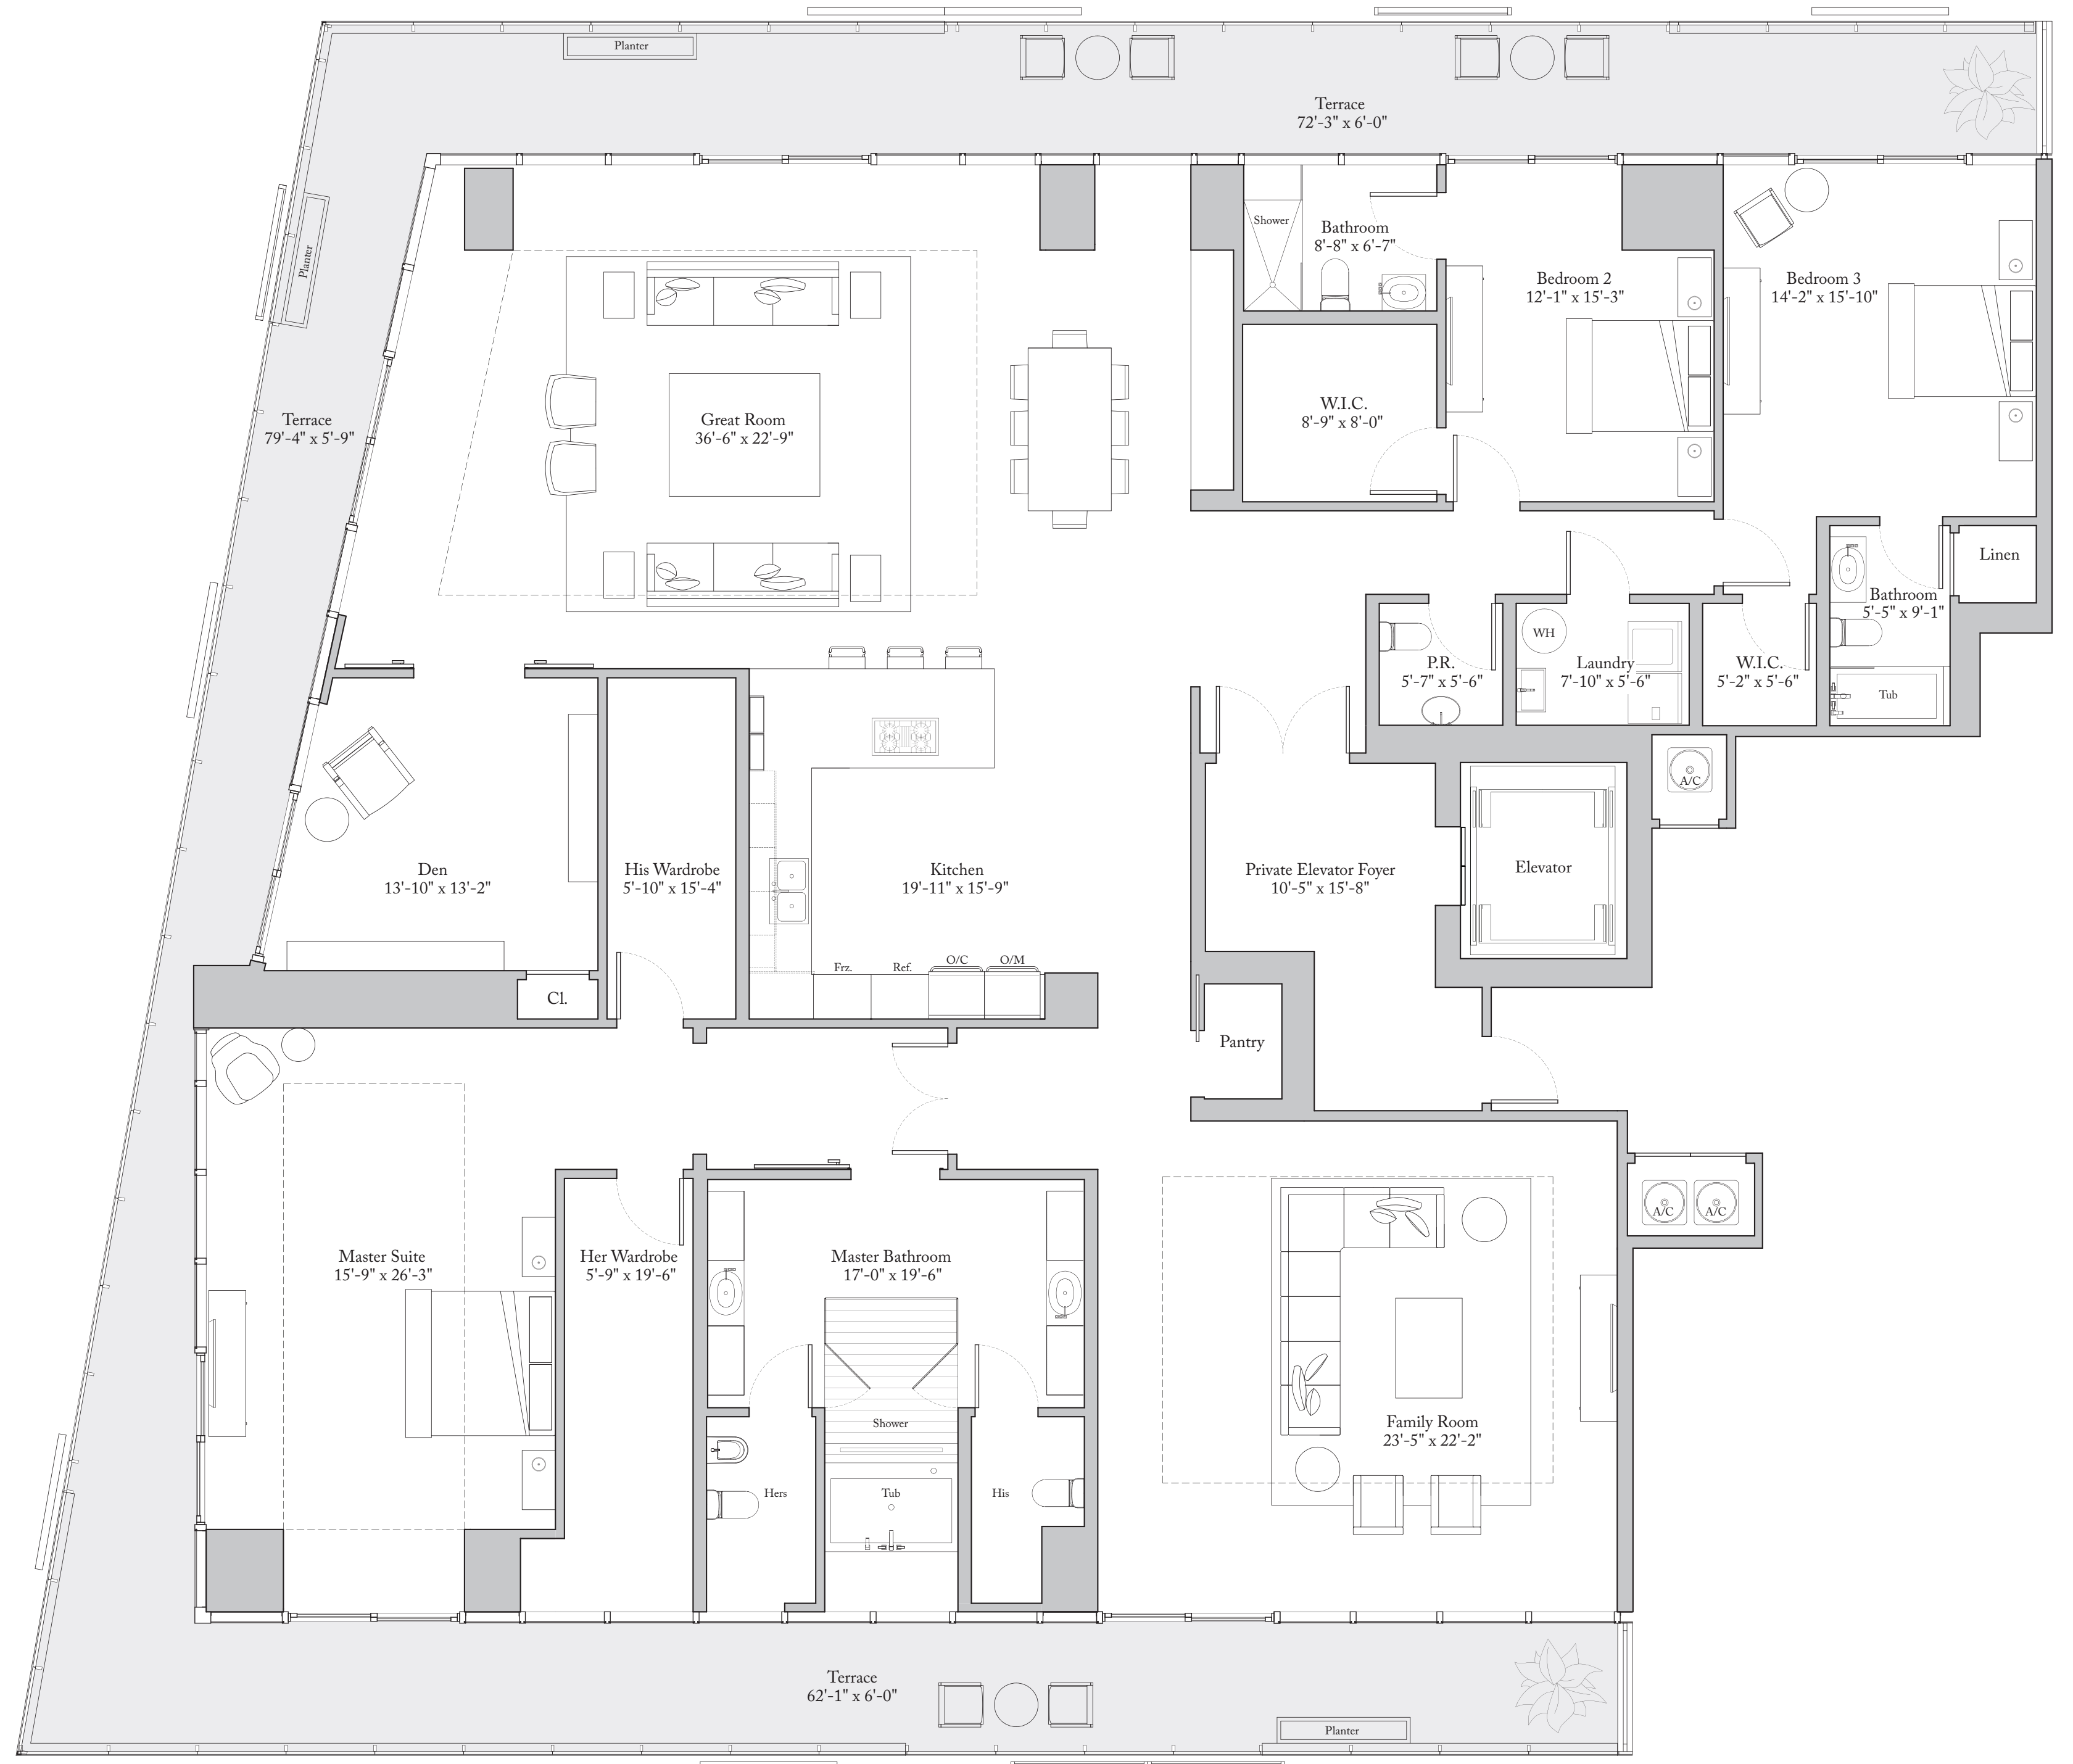 Planter
Terrace
72'-3" x 6'-0"
Planter
Shower
Bathroom
8'-8" x 6'-7"
Bedroom 2
12'-1" x 15'-3"
Bedroom 3
14'-2" x 15'-10"
Terrace
79'-4" x 5'-9"
Great Room
36'-6" x 22'-9"
W.I.C.
8'-9" x 8'-0"
Linen
Bathroom
5'-5" x 9'-1"
WH
P.R.
5'-7" x 5'-6"
Laundry
7'-10" x 5'-6"
W.I.C.
5'-2" x 5'-6"
Tub
A/C
Den
13'-10" x 13'-2"
His Wardrobe
5'-10" x 15'-4"
Kitchen
19'-11" x 15'-9"
Private Elevator Foyer
10'-5" x 15'-8"
Elevator
Frz.
Ref.
O/C
O/M
Cl.
Pantry
A/C
A/C
Master Suite
15'-9" x 26'-3"
Her Wardrobe
5'-9" x 19'-6"
Master Bathroom
17'-0" x 19'-6"
Shower
Family Room
23'-5" x 22'-2"
Hers
Tub
His
Terrace
62'-1" x 6'-0"
Planter